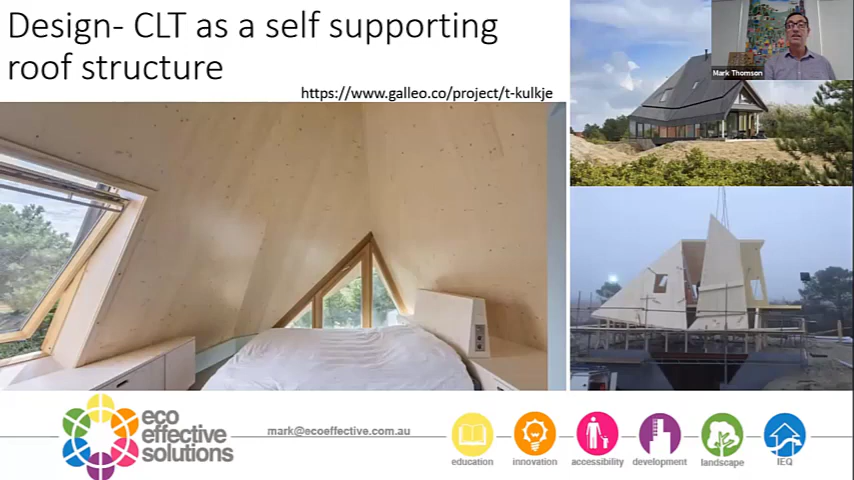 Design- CLT as a self supporting
roof structure
https://www.galleo.co/project/t-kulkje
Mark Thomson
eco
effective
solutions
mark@ecoeffective.com.au
education
innovation
accessibility
development
landscape
IEQ